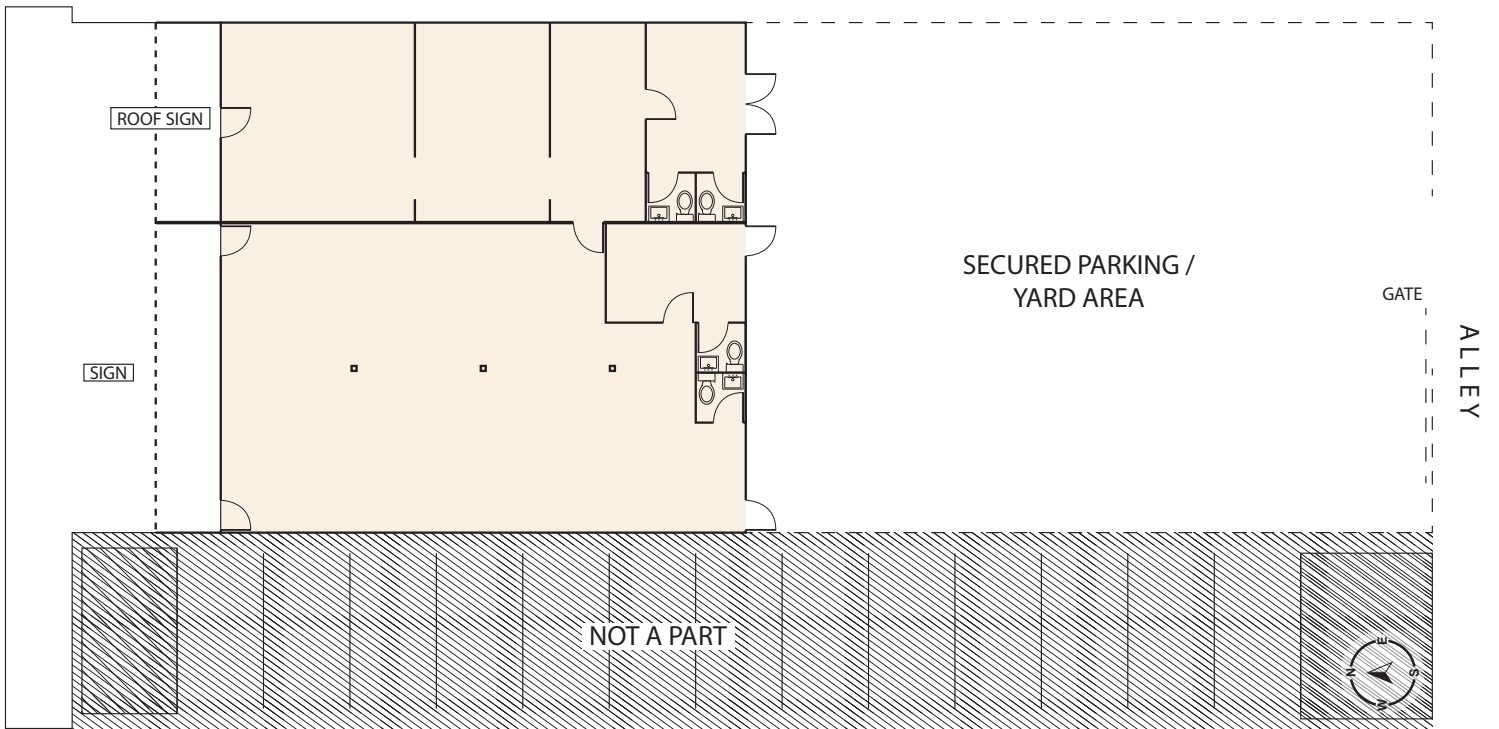 ROOF SIGN
SECURED PARKING /
YARD AREA
GATE
ALLEY
SIGN
NOT A PART
E
N
S
W